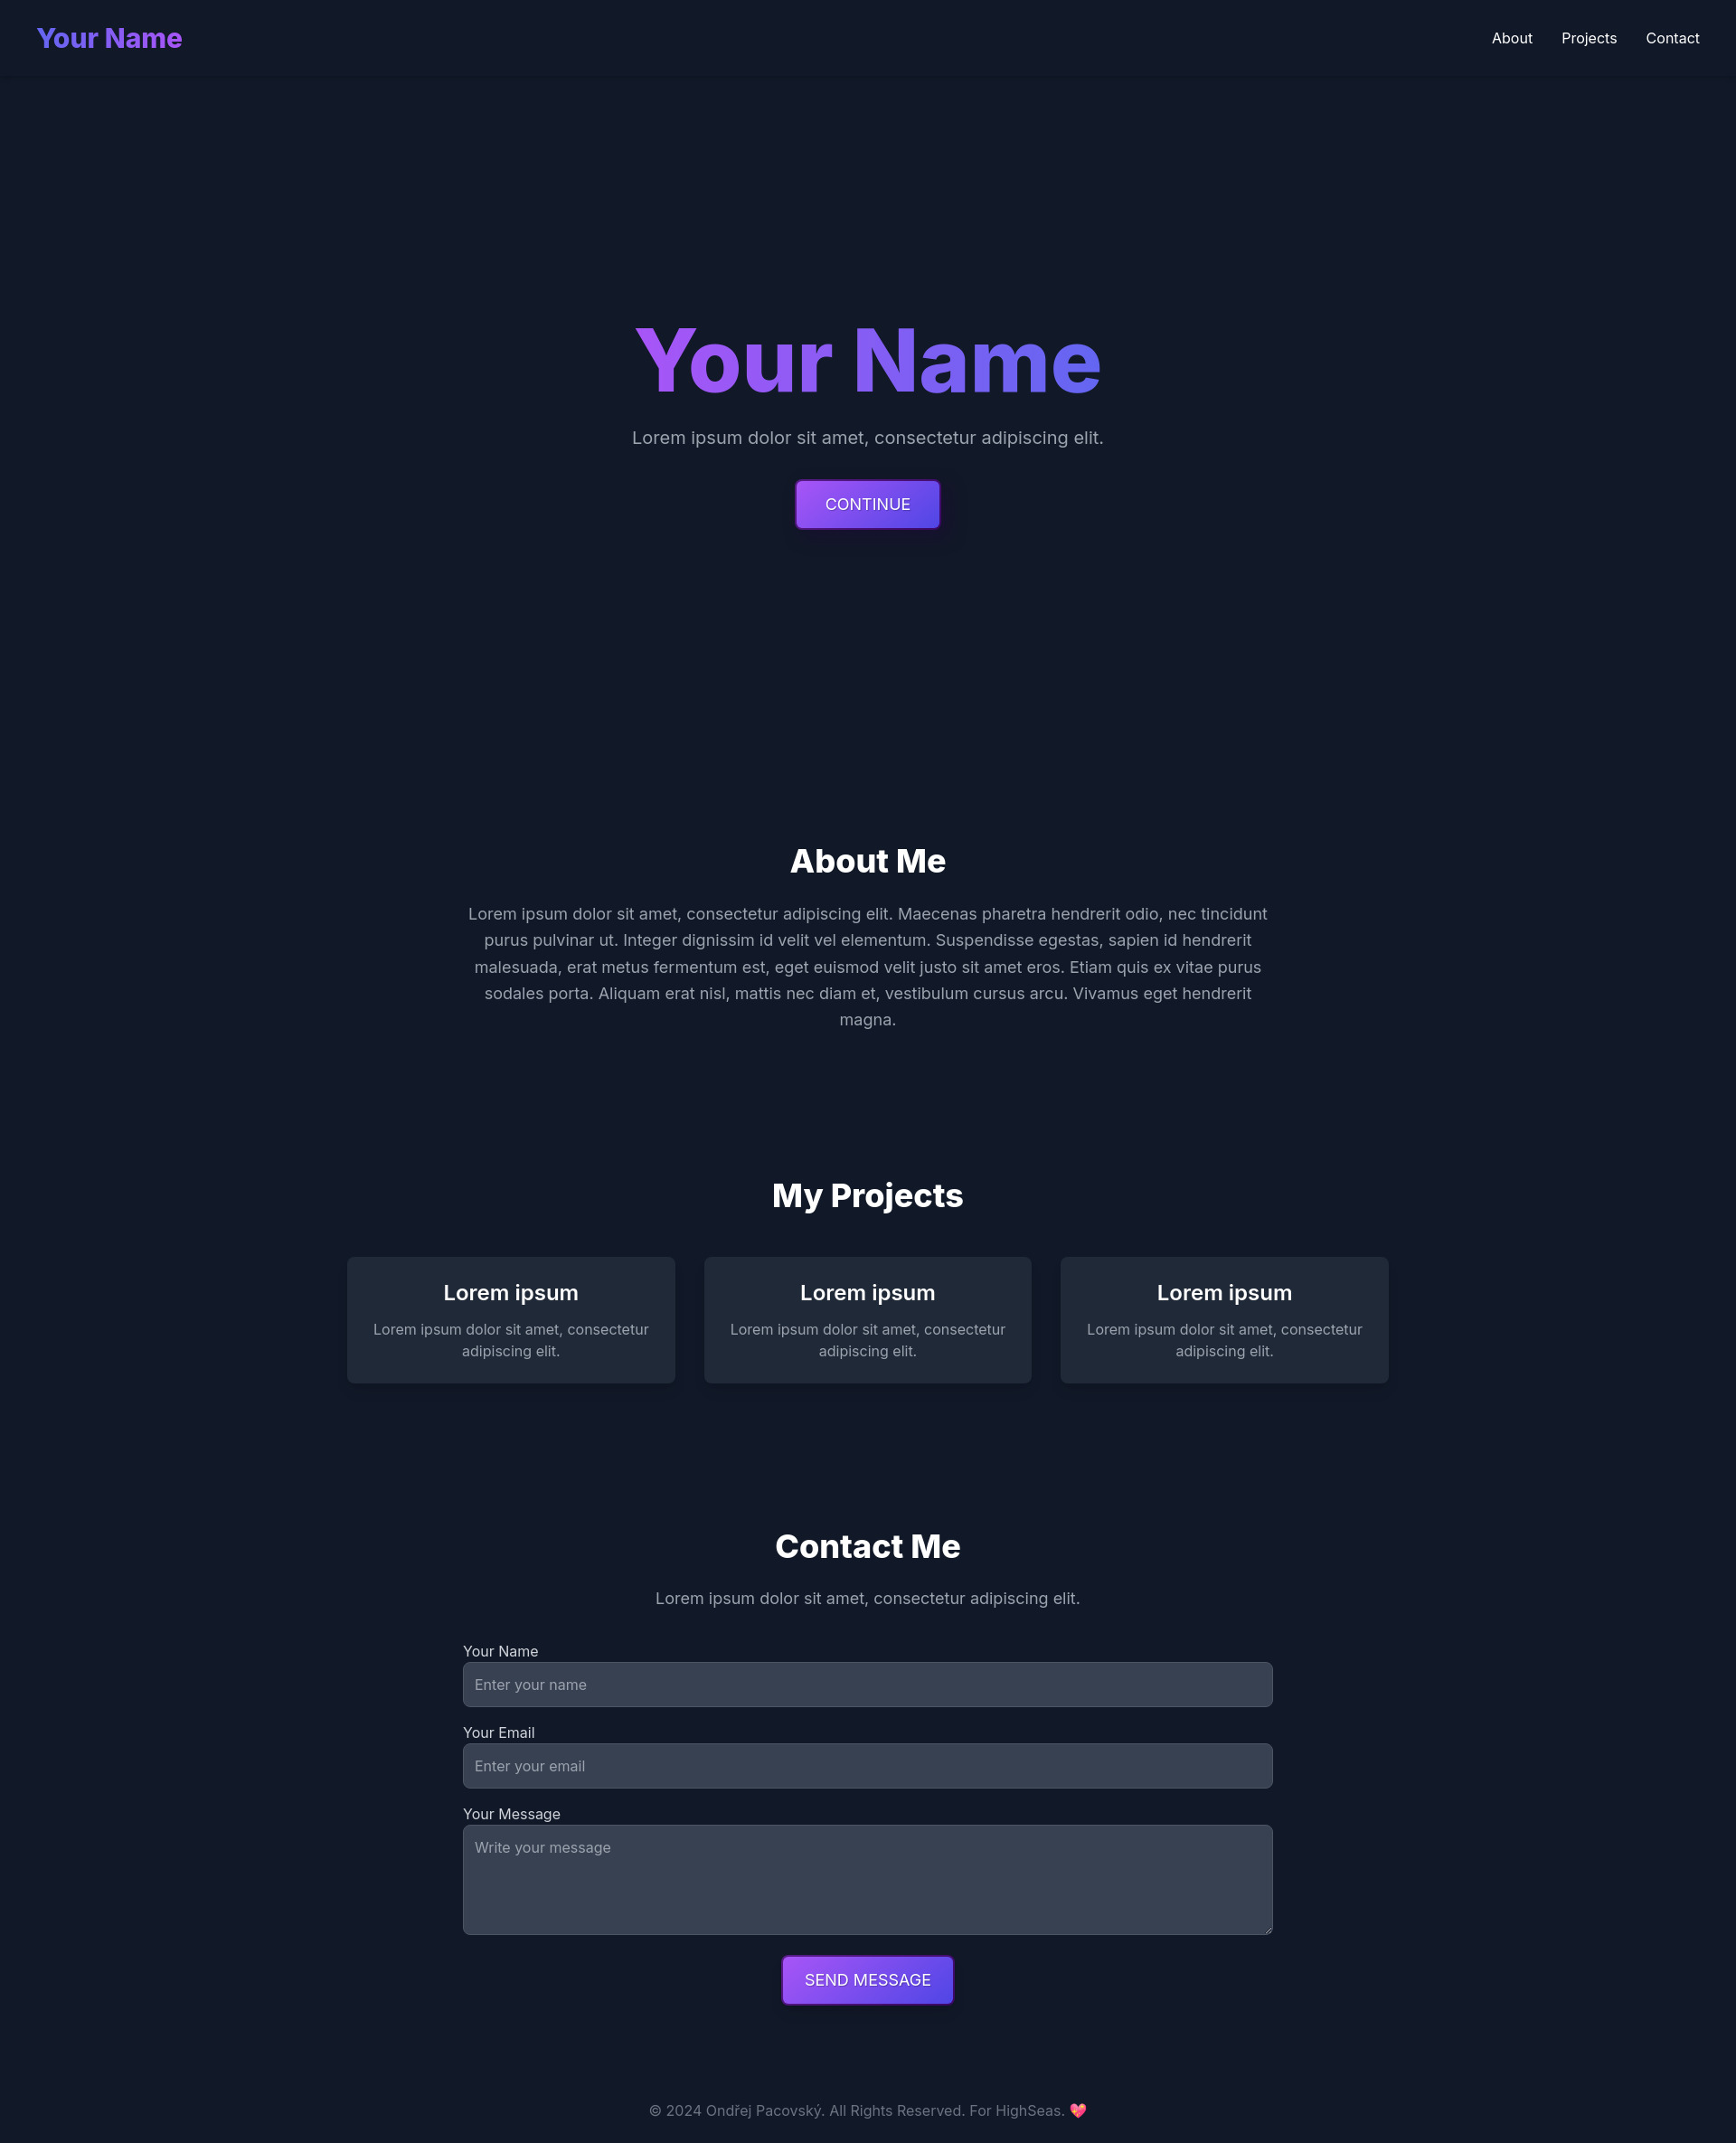 Your Name
About Projects Contact
Your Name
Lorem ipsum dolor sit amet, consectetur adipiscing elit.
CONTINUE
About Me
Lorem ipsum dolor sit amet, consectetur adipiscing elit. Maecenas pharetra hendrerit odio, nec tincidunt
purus pulvinar ut. Integer dignissim id velit vel elementum. Suspendisse egestas, sapien id hendrerit
malesuada, erat metus fermentum est, eget euismod velit justo sit amet eros. Etiam quis ex vitae purus
sodales porta. Aliquam erat nisl, mattis nec diam et, vestibulum cursus arcu. Vivamus eget hendrerit
magna.
My Projects
Lorem ipsum
Lorem ipsum dolor sit amet, consectetur
adipiscing elit.
Lorem ipsum
Lorem ipsum dolor sit amet, consectetur
adipiscing elit.
Lorem ipsum
Lorem ipsum dolor sit amet, consectetur
adipiscing elit.
Contact Me
Lorem ipsum dolor sit amet, consectetur adipiscing elit.
Your Name
Enter your name
Your Email
Enter your email
Your Message
Write your message
SEND MESSAGE
© 2024 Ondřej Pacovský. All Rights Reserved. For HighSeas. 💖